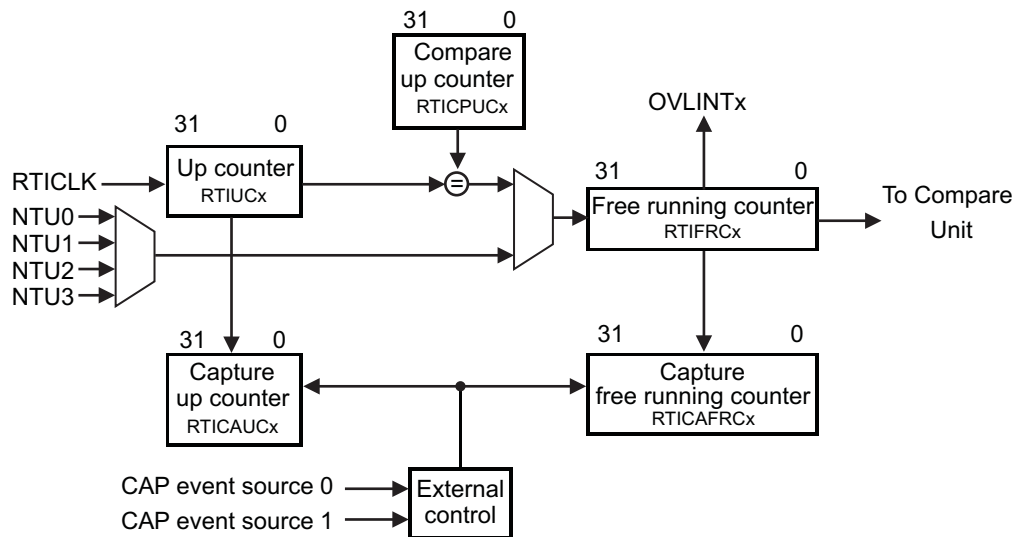 31 0
Compare
up counter
RTICPUCx
OVLINTx
31 0
Up counter
RTIUCx
RTICLK
NTU0
NTU1
NTU2
NTU3
=
31 0
Free running counter
RTIFRCx
To Compare
Unit
31 0
Capture
up counter
RTICAUCx
31 0
Capture
free running counter
RTICAFRCx
CAP event source 0
CAP event source 1
External
control